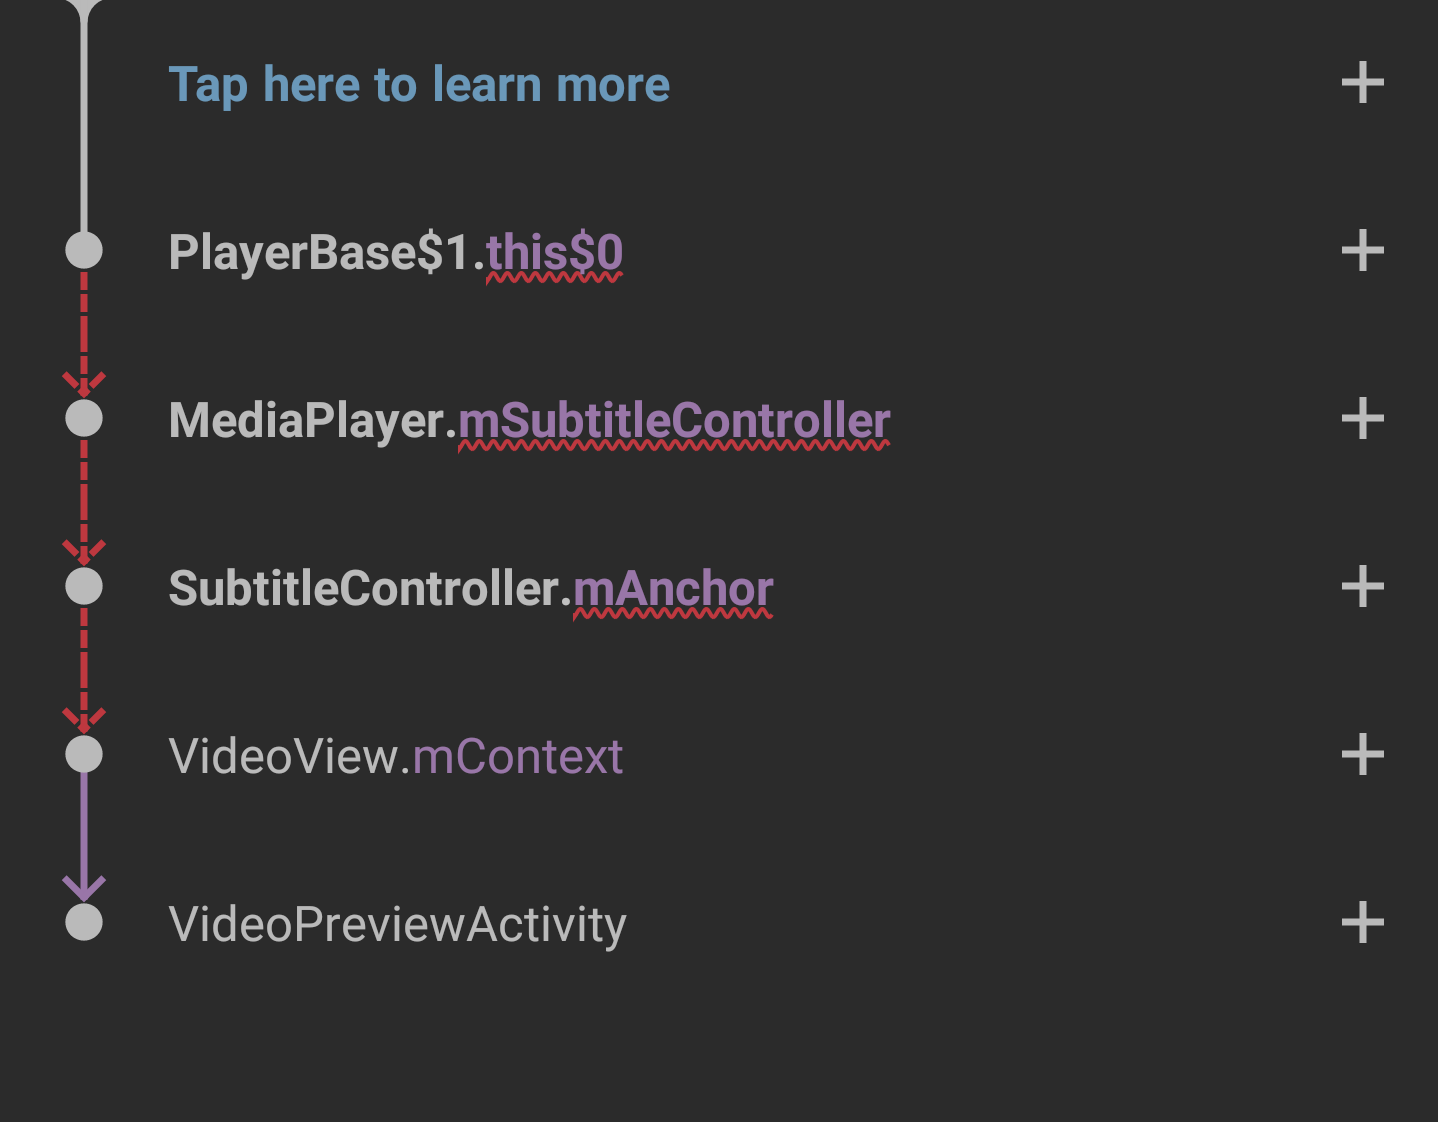 Tap here to learn more
PlayerBase$1.this$0
MediaPlayer.mSubtitleController
SubtitleController.mAnchor
VideoView.mContext
VideoPreviewActivity